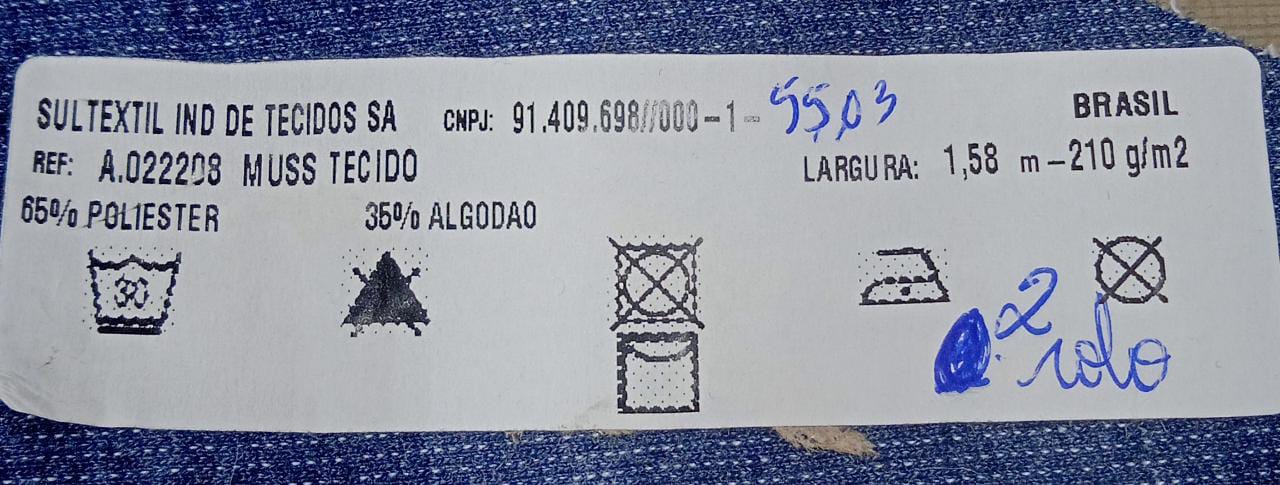 SULTEXTIL IND DE TECIDOS SA CNPJ: 91.409.698//000-1- 55,03 BRASIL
REF: A.022208 MUSS TECIDO LARGURA: 1,58 m-210 g/m2
65% POLIESTER 35% ALGODAO
30
2
rolo